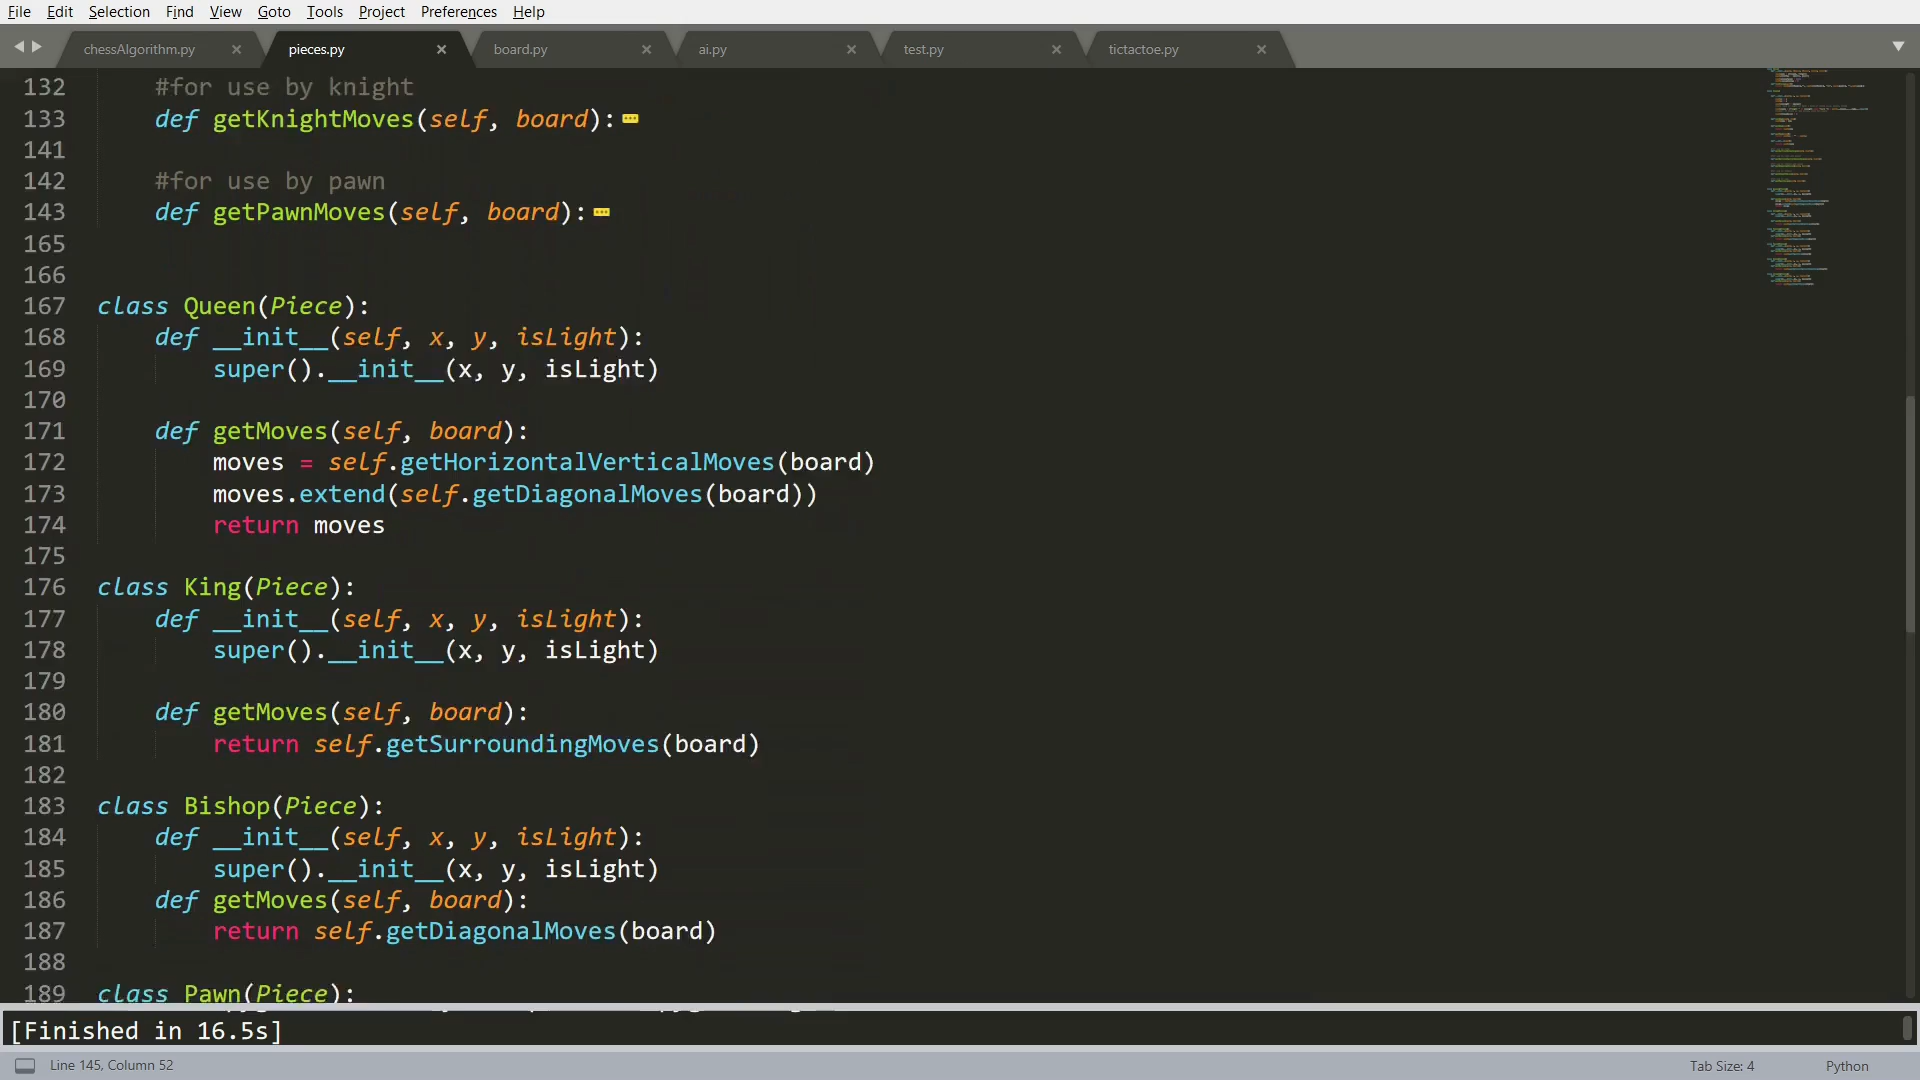 File Edit Selection Find View Goto Tools Project Preferences Help
chessAlgorithm.py × pieces.py × board.py × ai.py × test.py × tictactoe.py ×
132 #for use by knight
133 def getKnightMoves(self, board):
141
142 #for use by pawn
143 def getPawnMoves(self, board):
165
166
167 class Queen(Piece):
168 def __init__(self, x, y, isLight):
169 super().__init__(x, y, isLight)
170
171 def getMoves(self, board):
172 moves = self.getHorizontalVerticalMoves(board)
173 moves.extend(self.getDiagonalMoves(board))
174 return moves
175
176 class King(Piece):
177 def __init__(self, x, y, isLight):
178 super().__init__(x, y, isLight)
179
180 def getMoves(self, board):
181 return self.getSurroundingMoves(board)
182
183 class Bishop(Piece):
184 def __init__(self, x, y, isLight):
185 super().__init__(x, y, isLight)
186 def getMoves(self, board):
187 return self.getDiagonalMoves(board)
188
189 class Pawn(Piece):
[Finished in 16.5s]
Line 145, Column 52 Tab Size: 4 Python